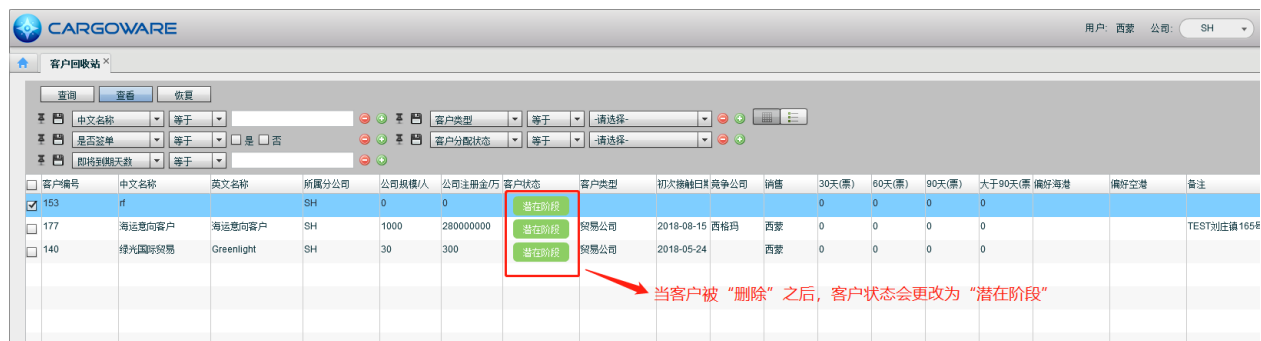 CARGOWARE
用户: 西蒙 公司: SH
客户回收站 ×
查询 查看 恢复
中文名称 等于 客户类型 等于 -请选择-
是否签单 等于 是 否 客户分配状态 等于 -请选择-
即将到期天数 等于
客户编号 中文名称 英文名称 所属分公司 公司规模/人 公司注册金/万 客户状态 客户类型 初次接触日期 竞争公司 销售 30天(票) 60天(票) 90天(票) 大于90天(票 偏好海港 偏好空港 备注
153 rf SH 0 0 潜在阶段 0 0 0 0
177 海运意向客户 海运意向客户 SH 1000 280000000 潜在阶段 贸易公司 2018-08-15 西格玛 西蒙 0 0 0 0 TEST刘庄镇165号
140 绿光国际贸易 Greenlight SH 30 300 潜在阶段 贸易公司 2018-05-24 西蒙 0 0 0 0
当客户被“删除”之后，客户状态会更改为“潜在阶段”